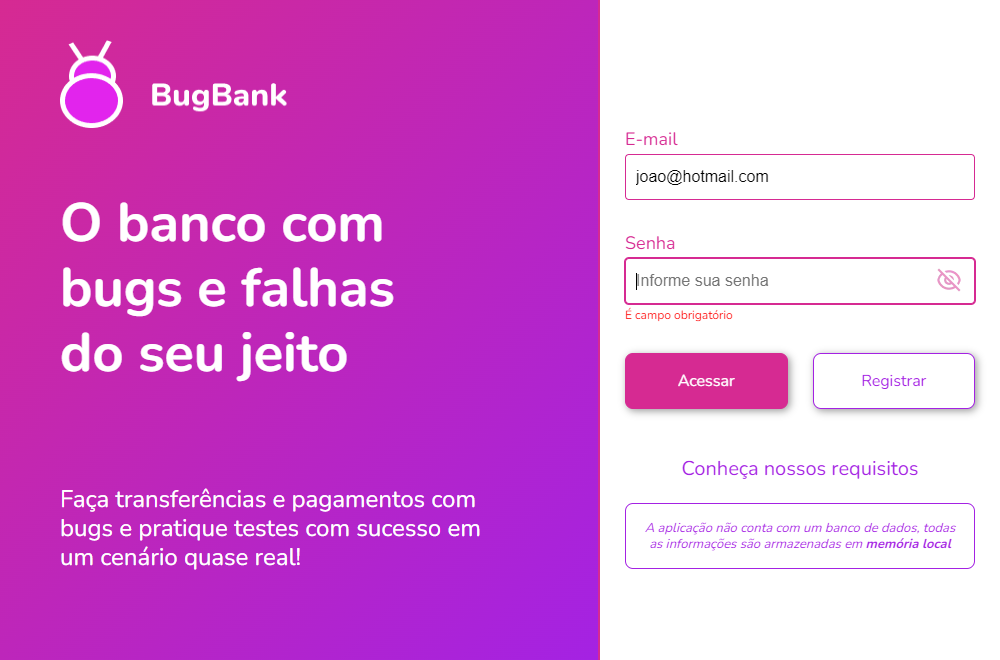 BugBank
O banco com
bugs e falhas
do seu jeito
Faça transferências e pagamentos com
bugs e pratique testes com sucesso em
um cenário quase real!
E-mail
joao@hotmail.com
Senha
Informe sua senha
É campo obrigatório
Acessar
Registrar
Conheça nossos requisitos
A aplicação não conta com um banco de dados, todas
as informações são armazenadas em memória local